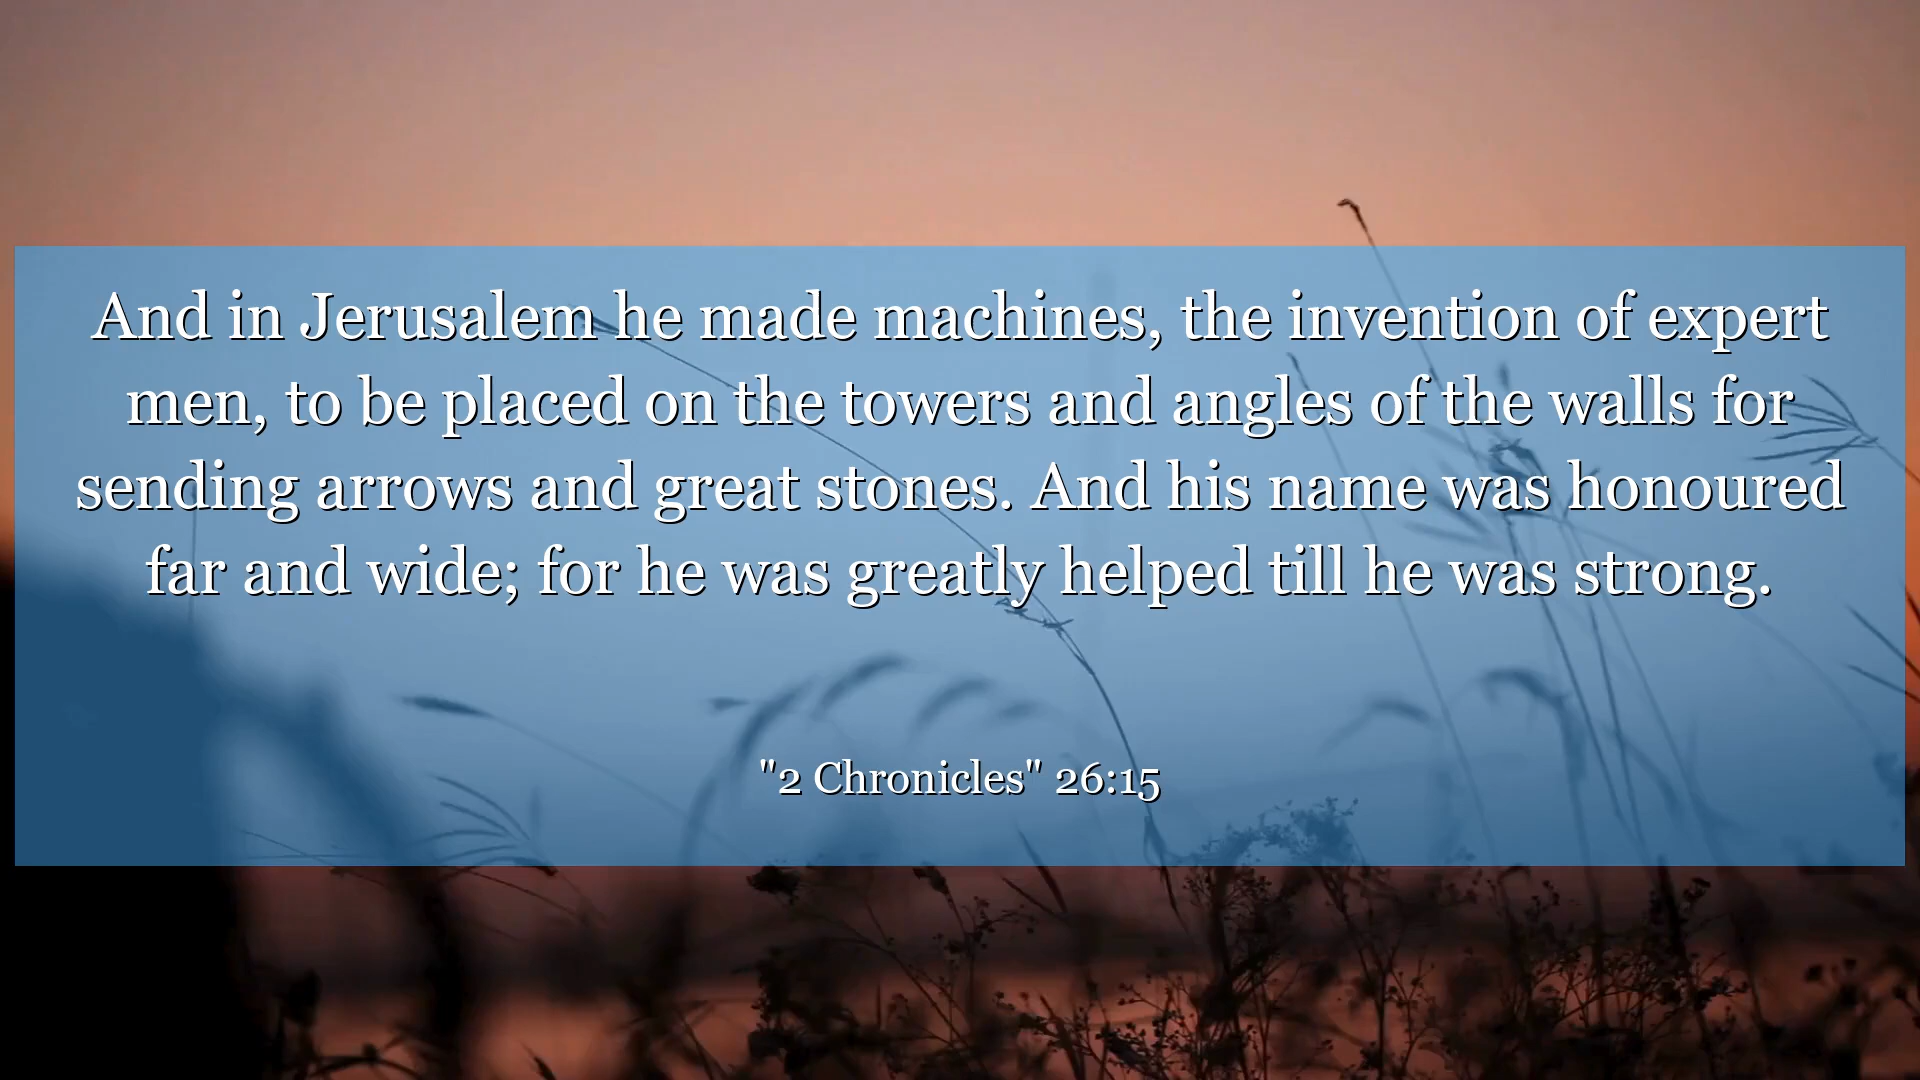 And in Jerusalem he made machines, the invention of expert
men, to be placed on the towers and angles of the walls for
sending arrows and great stones. And his name was honoured
far and wide; for he was greatly helped till he was strong.
"2 Chronicles" 26:15